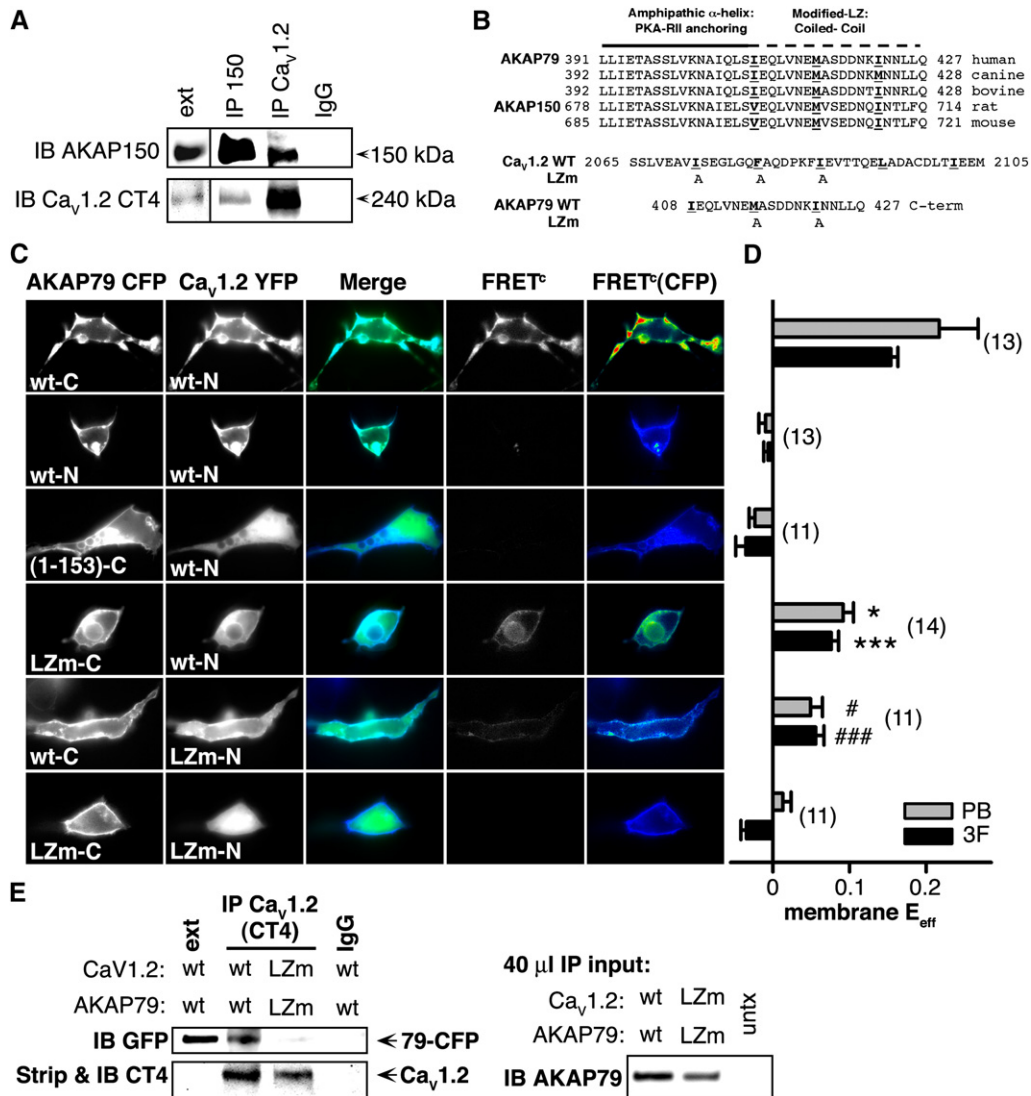 A
ext
IP 150
IP Cav1.2
IgG
IB AKAP150
150 kDa
IB Cav1.2 CT4
240 kDa
B
Amphipathic α-helix:
PKA-RII anchoring
Modified-LZ:
Coiled- Coil
AKAP79 391 LLIETASSLVKNAIQLSIEQLVNEMASDDNKINNLLQ 427 human
392 LLIETASSLVKNAIQLSIEQLVNEMASDDNKMNNLLQ 428 canine
392 LLIETASSLVKNAIQLSIEQLVNEMASDDNTINNRLQ 428 bovine
AKAP150 678 LLIETASSLVKNAIQLSVEQLVNEMVSEDNQINTLFQ 714 rat
685 LLIETASSLVKNAIQLSVEQLVNEMVSEDNQINTLFQ 721 mouse
Cav1.2 WT 2065 SSLVEAVISEGLGQFAQDPKFIEVTTQELADACDLTIEEM 2105
LZm A A A
AKAP79 WT 408 IEQLVNEMASDDNKINNLLQ 427 C-term
LZm A A
C
AKAP79 CFP
Cav1.2 YFP
Merge
FRETc
FRETc(CFP)
wt-C
wt-N
wt-N
wt-N
(1-153)-C
wt-N
LZm-C
wt-N
wt-C
LZm-N
LZm-C
LZm-N
D
(13)
(13)
(11)
* (14)
***
# (11)
###
(11)
PB
3F
0 0.1 0.2
membrane Eeff
E
ext
IP Cav1.2
(CT4)
IgG
CaV1.2: wt wt LZm wt
AKAP79: wt wt LZm wt
IB GFP
79-CFP
Strip & IB CT4
Cav1.2
40 μl IP input:
Cav1.2: wt LZm
AKAP79: wt LZm
untx
IB AKAP79